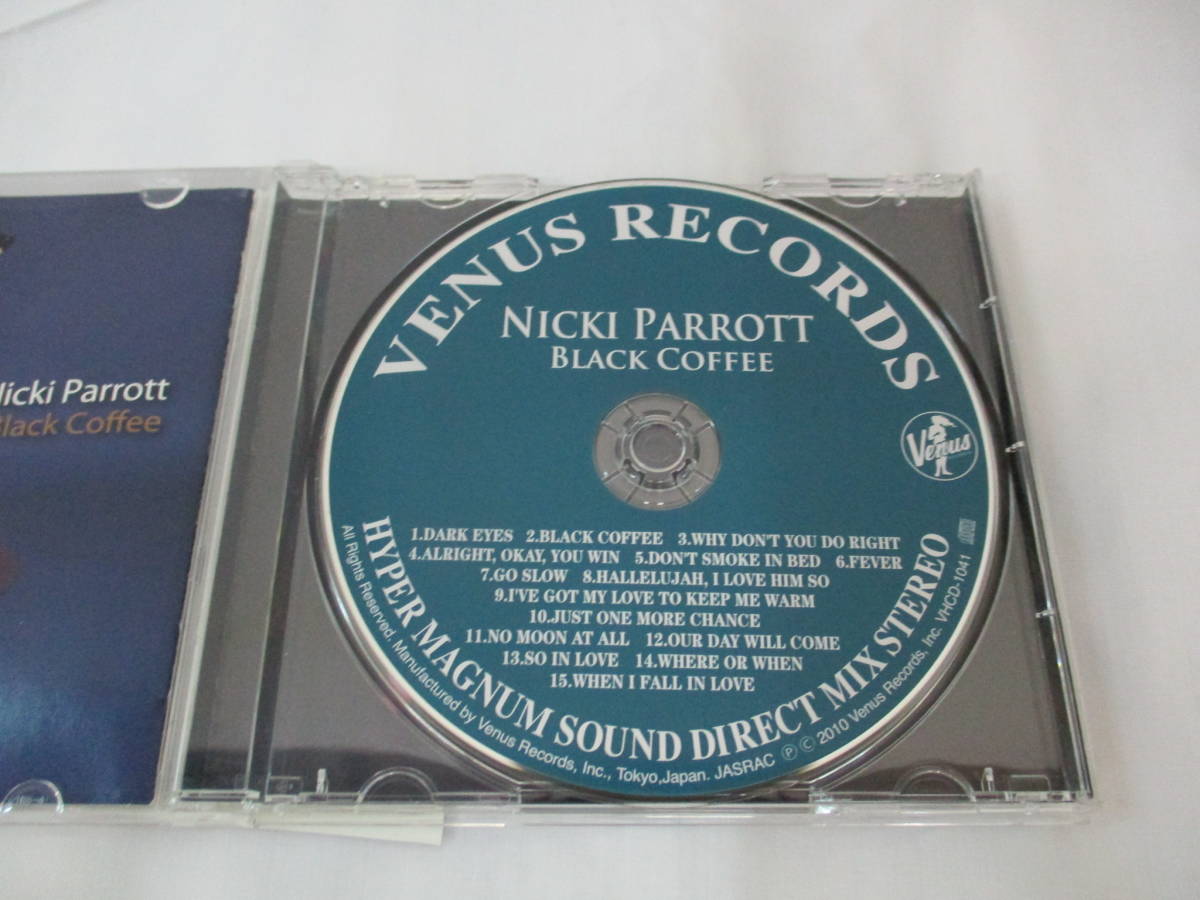 Nicki Parrott
Black Coffee
VENUS RECORDS
NICKI PARROTT
BLACK COFFEE
Venus
1.DARK EYES 2.BLACK COFFEE 3.WHY DON'T YOU DO RIGHT
4.ALRIGHT, OKAY, YOU WIN 5.DON'T SMOKE IN BED 6.FEVER
7.GO SLOW 8.HALLELUJAH, I LOVE HIM SO
9.I'VE GOT MY LOVE TO KEEP ME WARM
10.JUST ONE MORE CHANCE
11.NO MOON AT ALL 12.OUR DAY WILL COME
13.SO IN LOVE 14.WHERE OR WHEN
15.WHEN I FALL IN LOVE
HYPER MAGNUM SOUND DIRECT MIX STEREO
All Rights Reserved. Manufactured by Venus Records, Inc., Tokyo,Japan. JASRAC Ⓟ © 2010 Venus Records, Inc. VHCD-1041